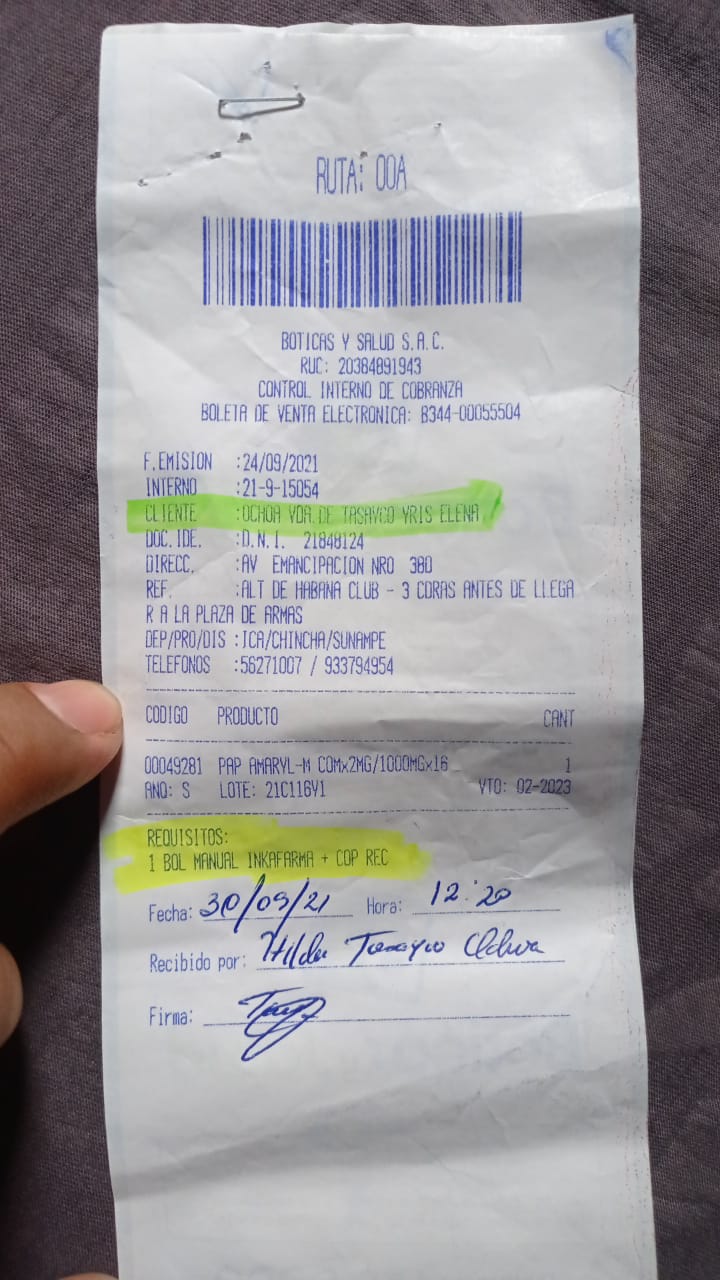 RUTA: 00A
BOTICAS Y SALUD S.A.C.
RUC: 20384891943
CONTROL INTERNO DE COBRANZA
BOLETA DE VENTA ELECTRONICA: B344-00055504
F.EMISION :24/09/2021
INTERNO :21-9-15054
CLIENTE :OCHOA VDA.DE TASAYCO YRIS ELENA
DOC.IDE. :D.N.I. 21848124
DIRECC. :AV EMANCIPACION NRO 380
REF. :ALT DE HABANA CLUB - 3 CDRAS ANTES DE LLEGA
R A LA PLAZA DE ARMAS
DEP/PRO/DIS :ICA/CHINCHA/SUNAMPE
TELEFONOS :56271007 / 933794954
CODIGO PRODUCTO CANT
00049281 PAP AMARYL-M COMx2MG/1000MGx16 1
ANO: S LOTE: 21C116V1 VTO: 02-2023
REQUISITOS:
1 BOL MANUAL INKAFARMA + COP REC
Fecha: 30/09/21 Hora: 12:20
Recibido por: Hilda Tasayco Ochoa
Firma: